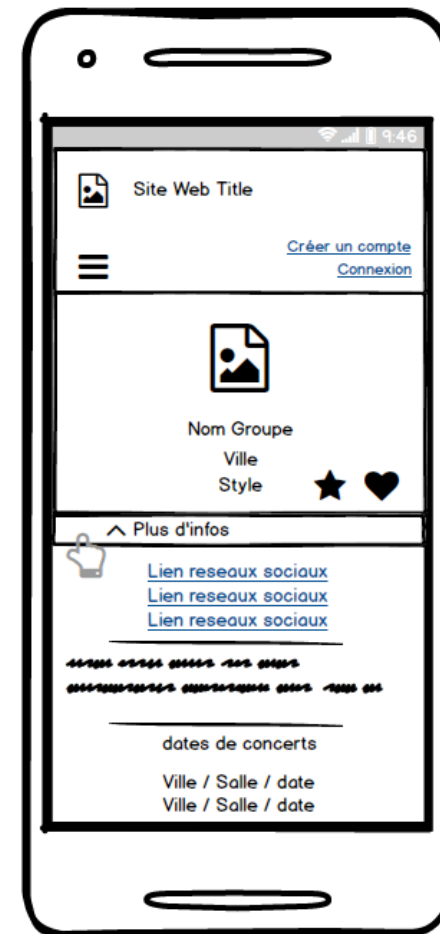 9:46
Site Web Title
Créer un compte
Connexion
Nom Groupe
Ville
Style
Plus d'infos
Lien reseaux sociaux
Lien reseaux sociaux
Lien reseaux sociaux
dates de concerts
Ville / Salle / date
Ville / Salle / date